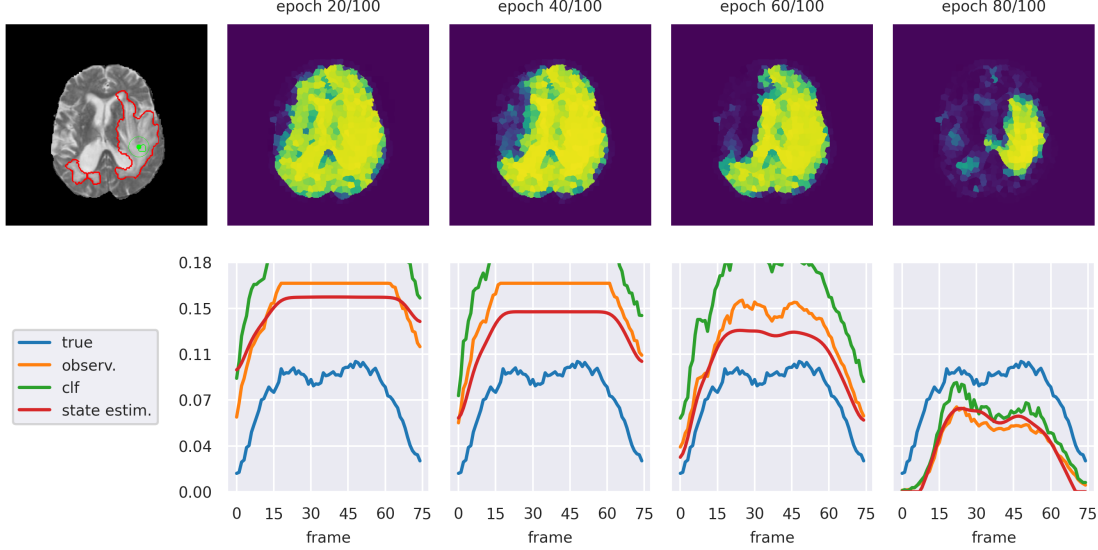 epoch 20/100
epoch 40/100
epoch 60/100
epoch 80/100
true
observ.
clf
state estim.
0.18
0.15
0.11
0.07
0.04
0.00
0 15 30 45 60 75
0 15 30 45 60 75
0 15 30 45 60 75
0 15 30 45 60 75
frame
frame
frame
frame